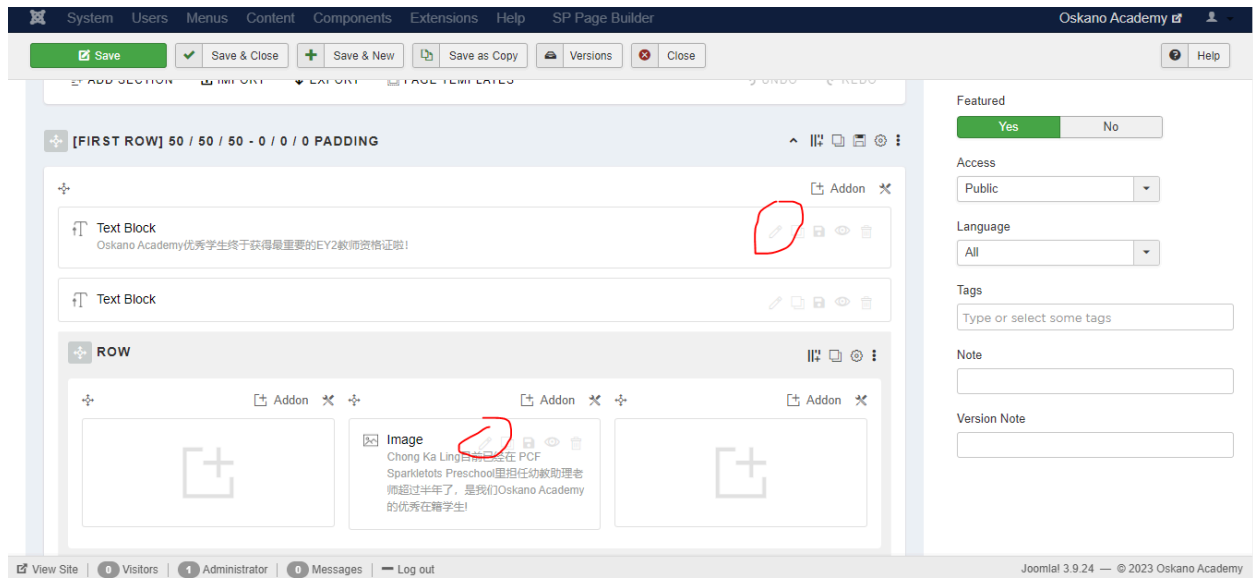 System Users Menus Content Components Extensions Help SP Page Builder Oskano Academy
Save Save & Close Save & New Save as Copy Versions Close Help
ADD SECTION IMPORT EXPORT PAGE TEMPLATES UNDO REDO
Featured
Yes No
[FIRST ROW] 50 / 50 / 50 - 0 / 0 / 0 PADDING
Access
Public
Addon
Text Block
Oskano Academy优秀学生终于获得最重要的EY2教师资格证啦!
Language
All
Tags
Text Block
Type or select some tags
ROW
Note
Addon Addon Addon
Version Note
Image
Chong Ka Ling目前已经在 PCF
Sparkletots Preschool里担任幼教助理老
师超过半年了，是我们Oskano Academy
的优秀在籍学生!
View Site 0 Visitors 1 Administrator 0 Messages Log out Joomla! 3.9.24 — © 2023 Oskano Academy